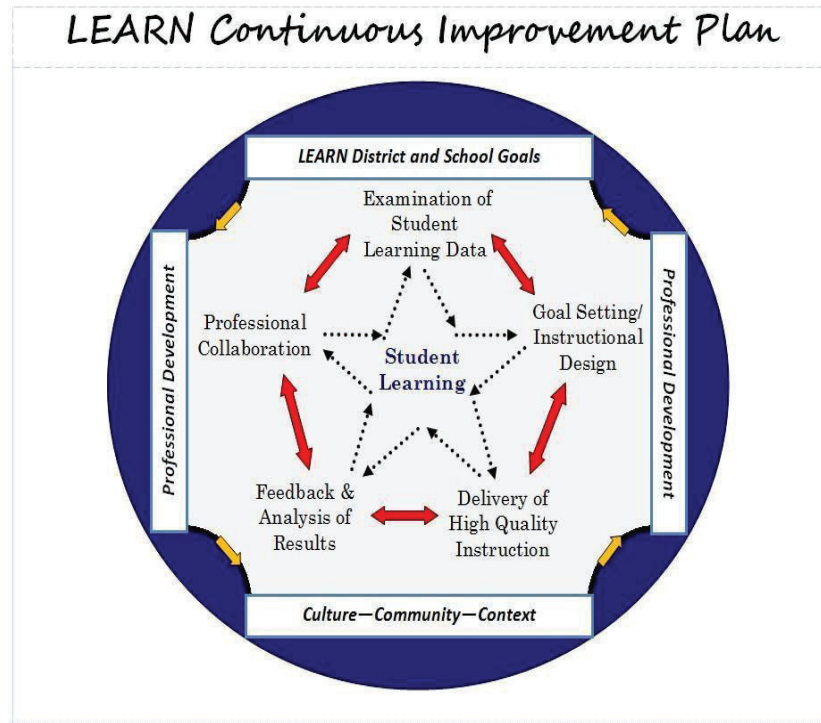 LEARN Continuous Improvement Plan
LEARN District and School Goals
Examination of
Student
Learning Data
Professional Development
Professional
Collaboration
Student
Learning
Goal Setting/
Instructional
Design
Professional Development
Feedback &
Analysis of
Results
Delivery of
High Quality
Instruction
Culture—Community—Context